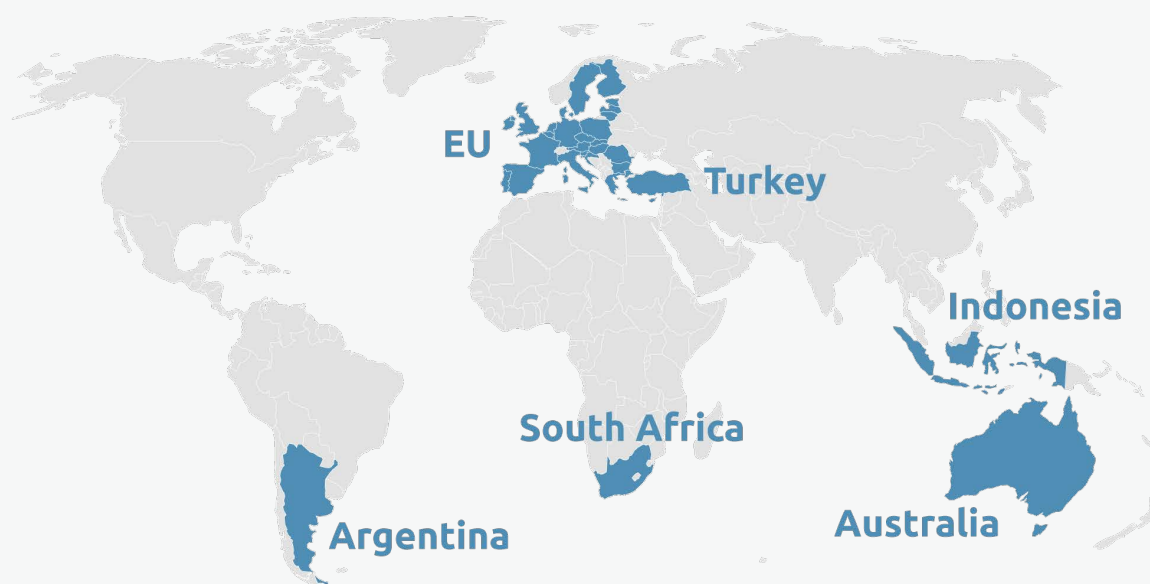 EU
Turkey
Indonesia
South Africa
Australia
Argentina